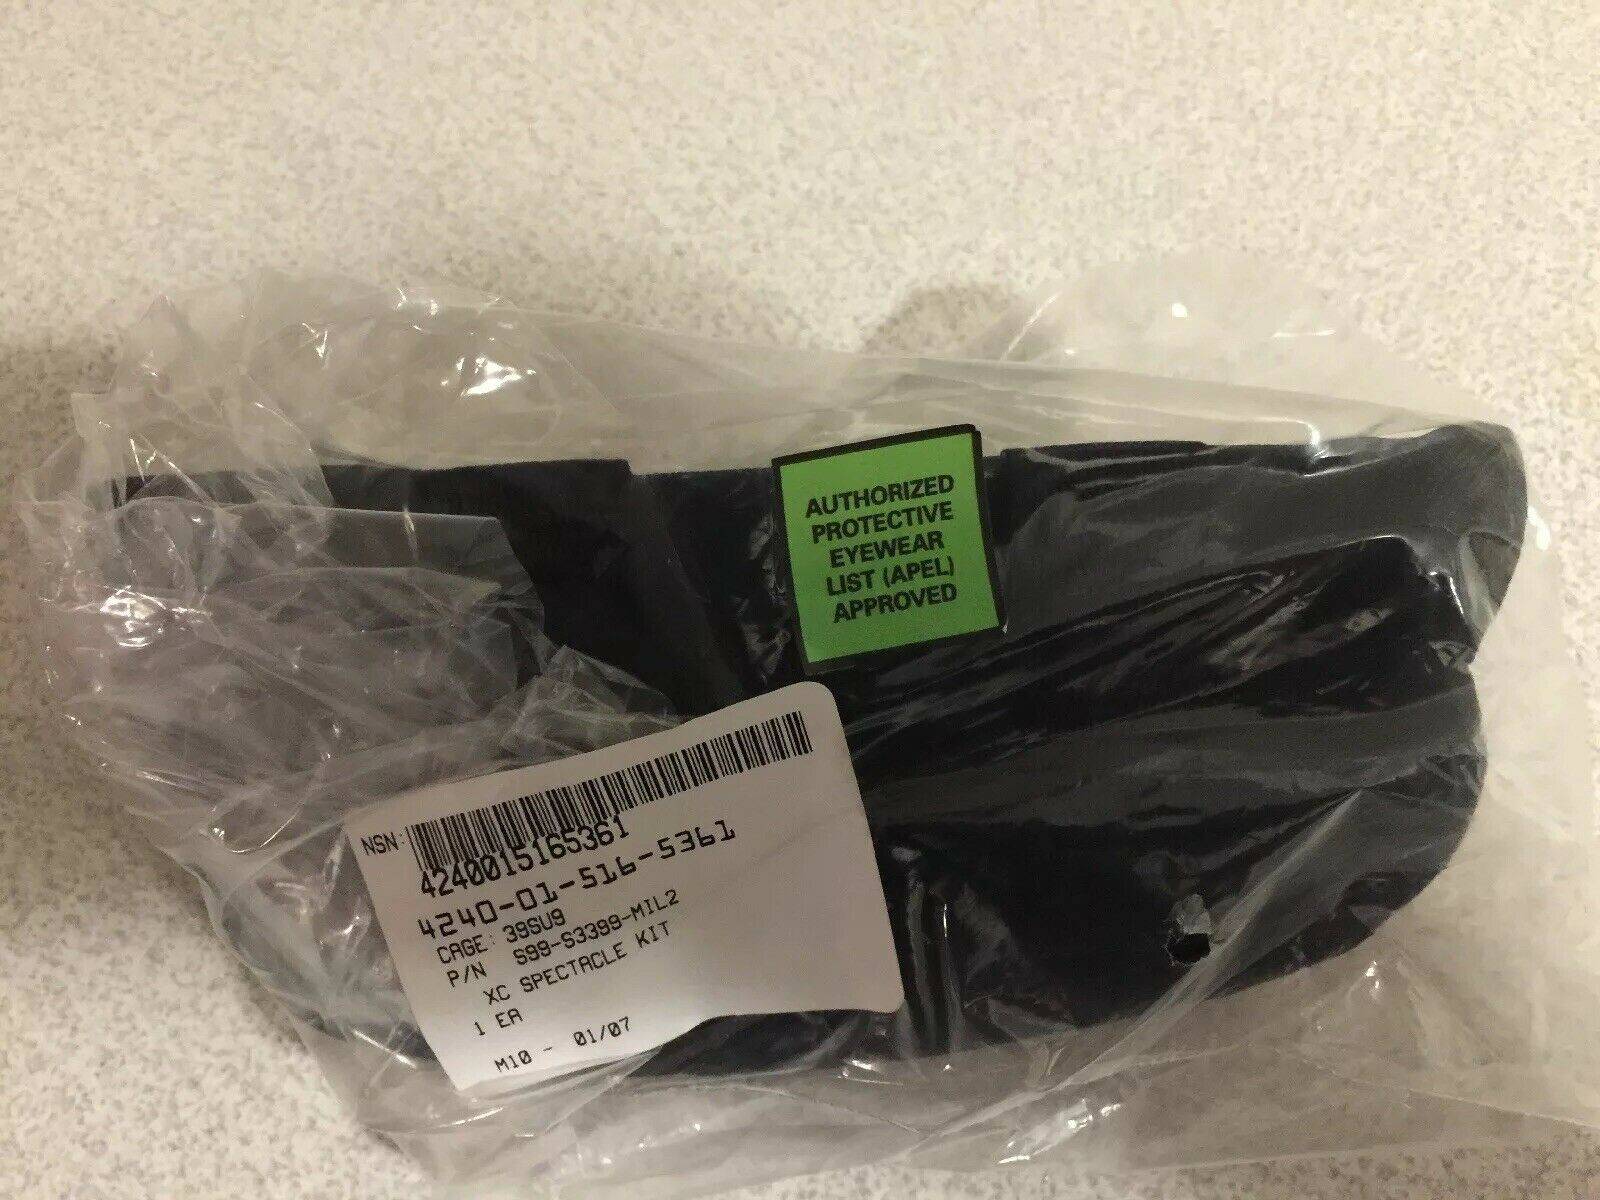 AUTHORIZED
PROTECTIVE
EYEWEAR
LIST (APEL)
APPROVED
NSN:
4240015165361
4240-01-516-5361
CAGE: 39SU9
P/N S99-S3399-MIL2
XC SPECTACLE KIT
1 EA
M10 - 01/07